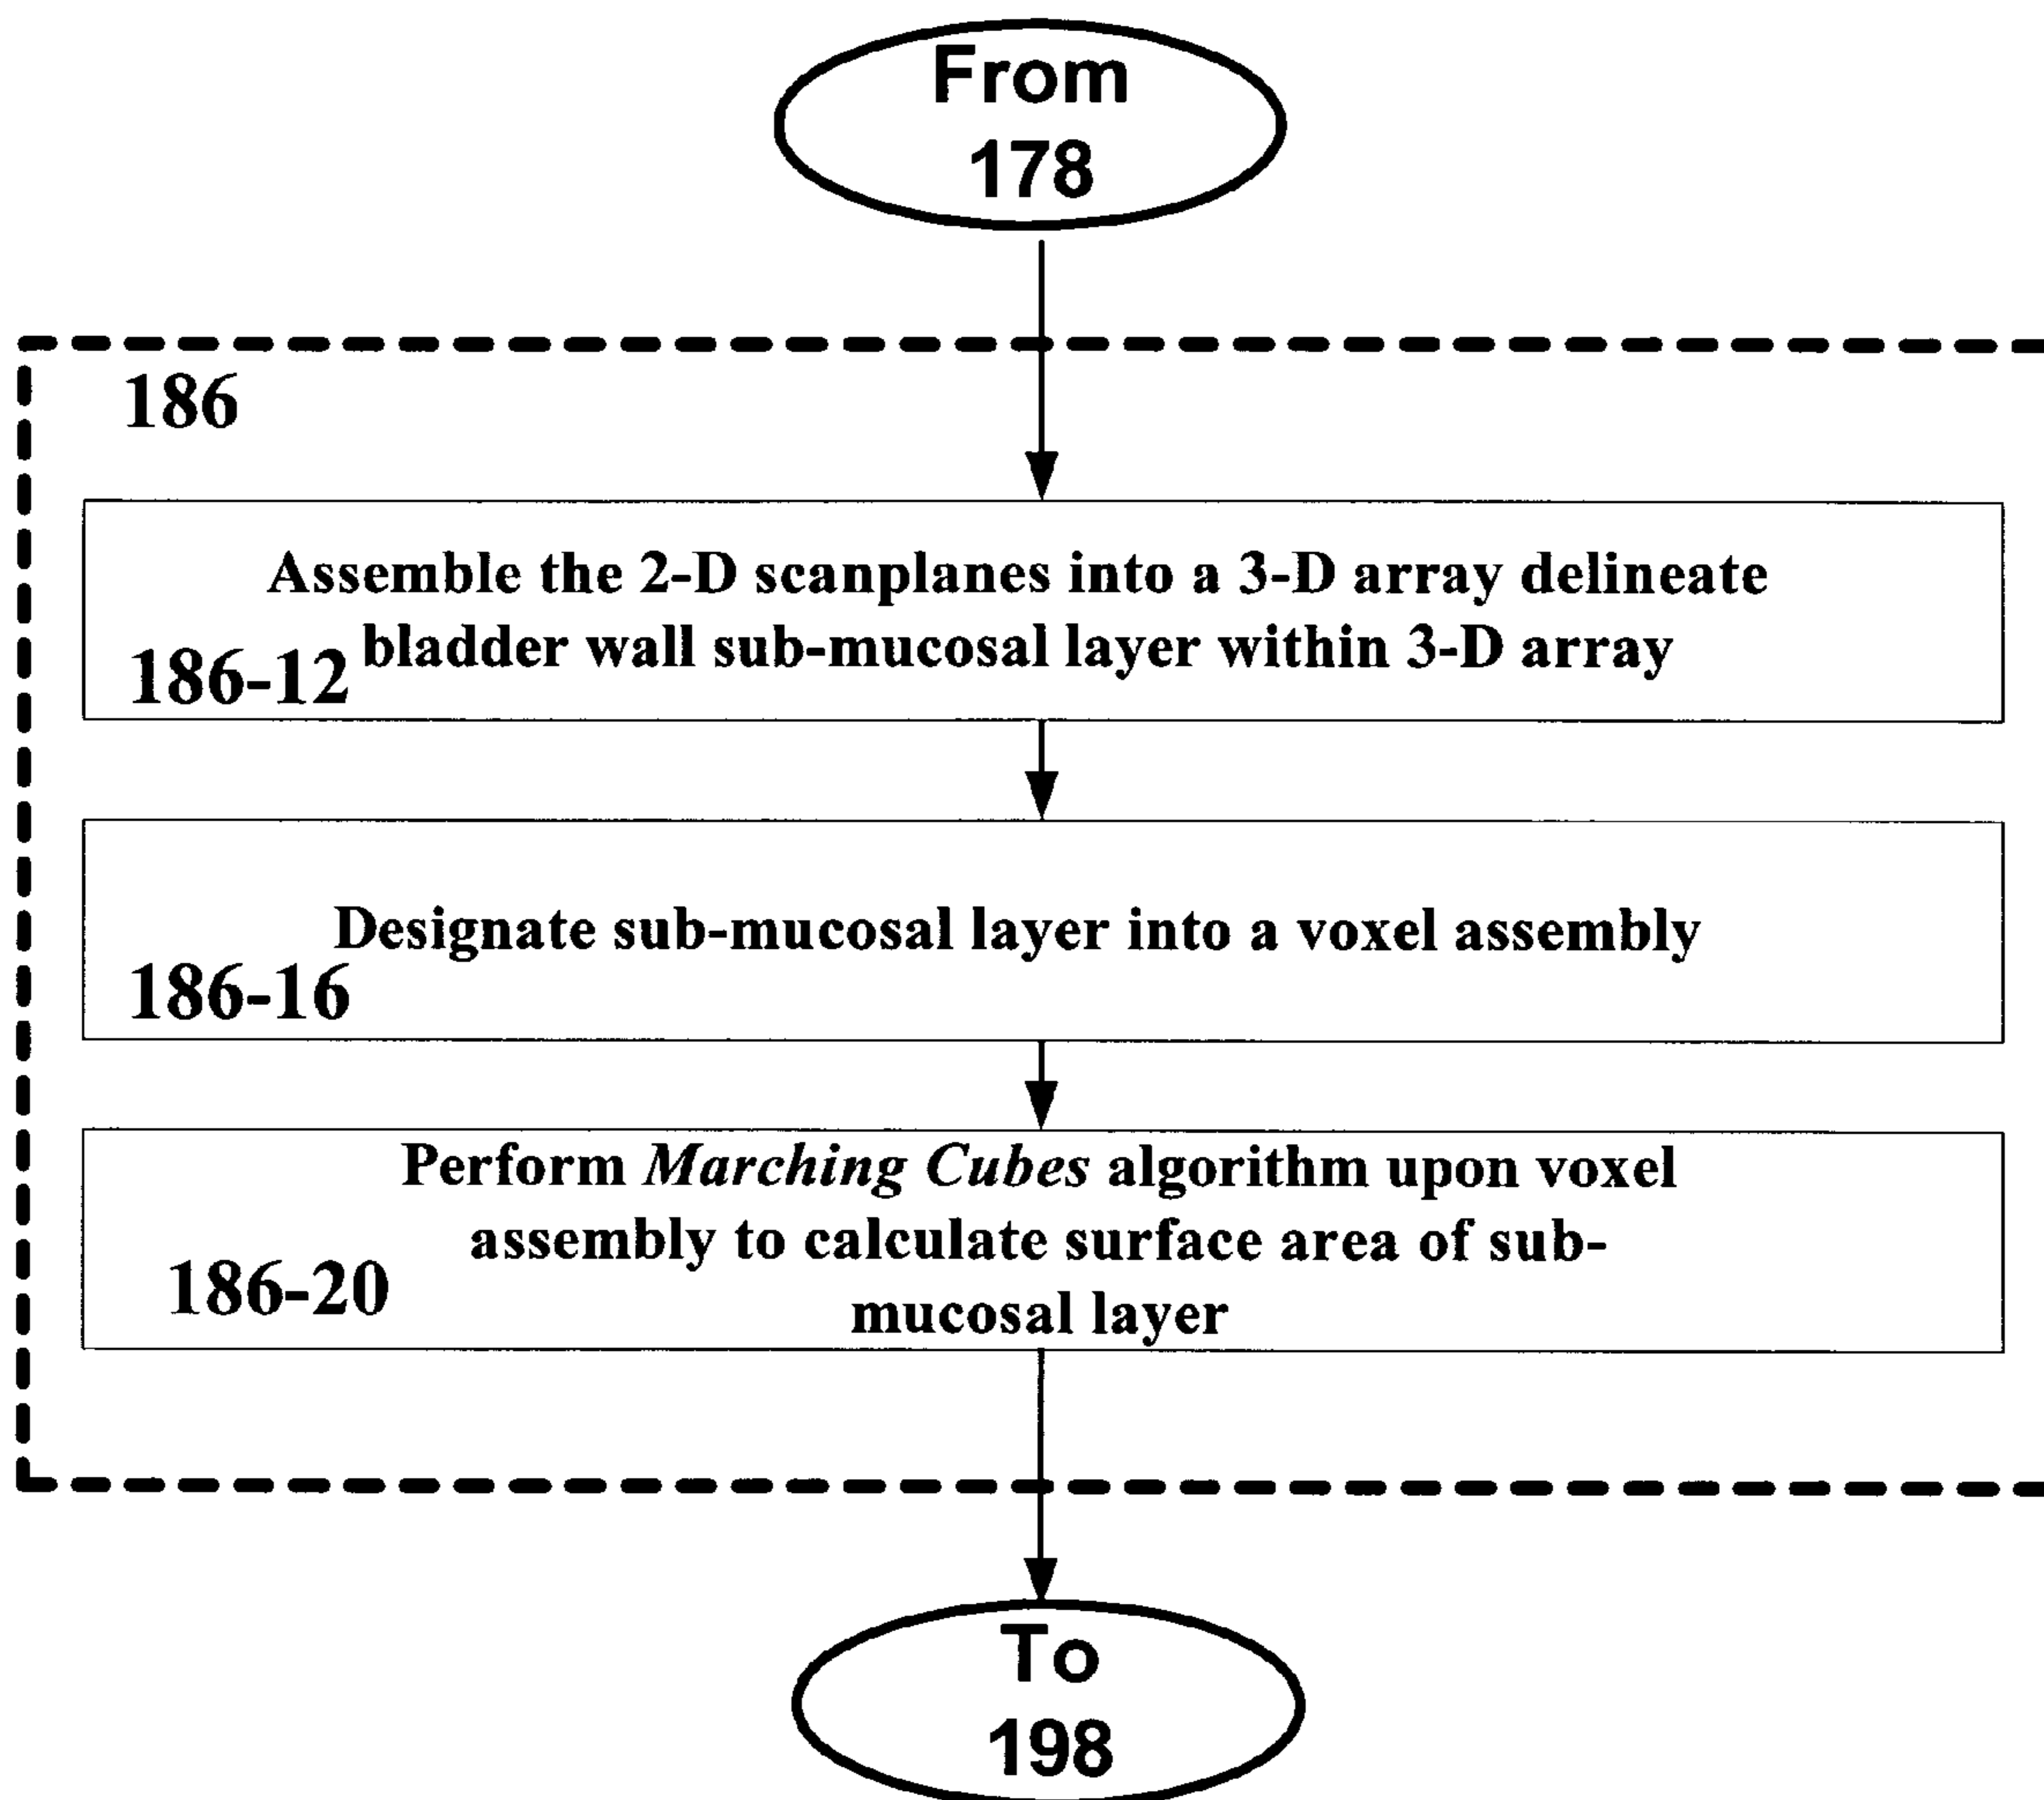 From
178
186
Assemble the 2-D scanplanes into a 3-D array delineate
bladder wall sub-mucosal layer within 3-D array
186-12
Designate sub-mucosal layer into a voxel assembly
186-16
Perform Marching Cubes algorithm upon voxel
assembly to calculate surface area of sub-
186-20
mucosal layer
To
198